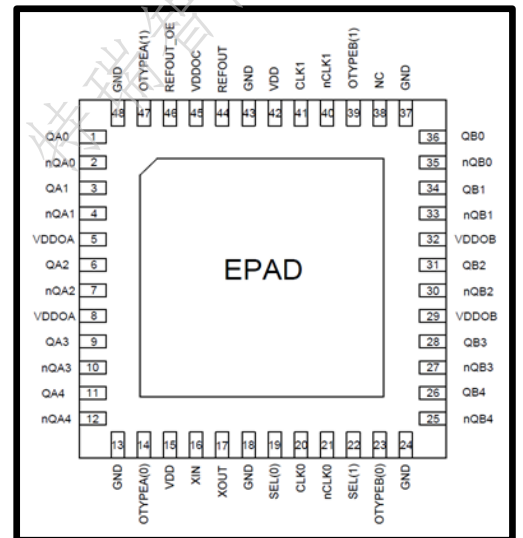 特瑞
GND OTYPEA(1) REFOUT_OE VDDOC REFOUT GND VDD CLK1 nCLK1 OTYPEB(1) NC GND
48 47 46 45 44 43 42 41 40 39 38 37
QA0 1 36 QB0
nQA0 2 35 nQB0
QA1 3 34 QB1
nQA1 4 33 nQB1
VDDOA 5 32 VDDOB
QA2 6 31 QB2
nQA2 7 30 nQB2
VDDOA 8 29 VDDOB
QA3 9 28 QB3
nQA3 10 27 nQB3
QA4 11 26 QB4
nQA4 12 25 nQB4
EPAD
13 14 15 16 17 18 19 20 21 22 23 24
GND OTYPEA(0) VDD XIN XOUT GND SEL(0) CLK0 nCLK0 SEL(1) OTYPEB(0) GND